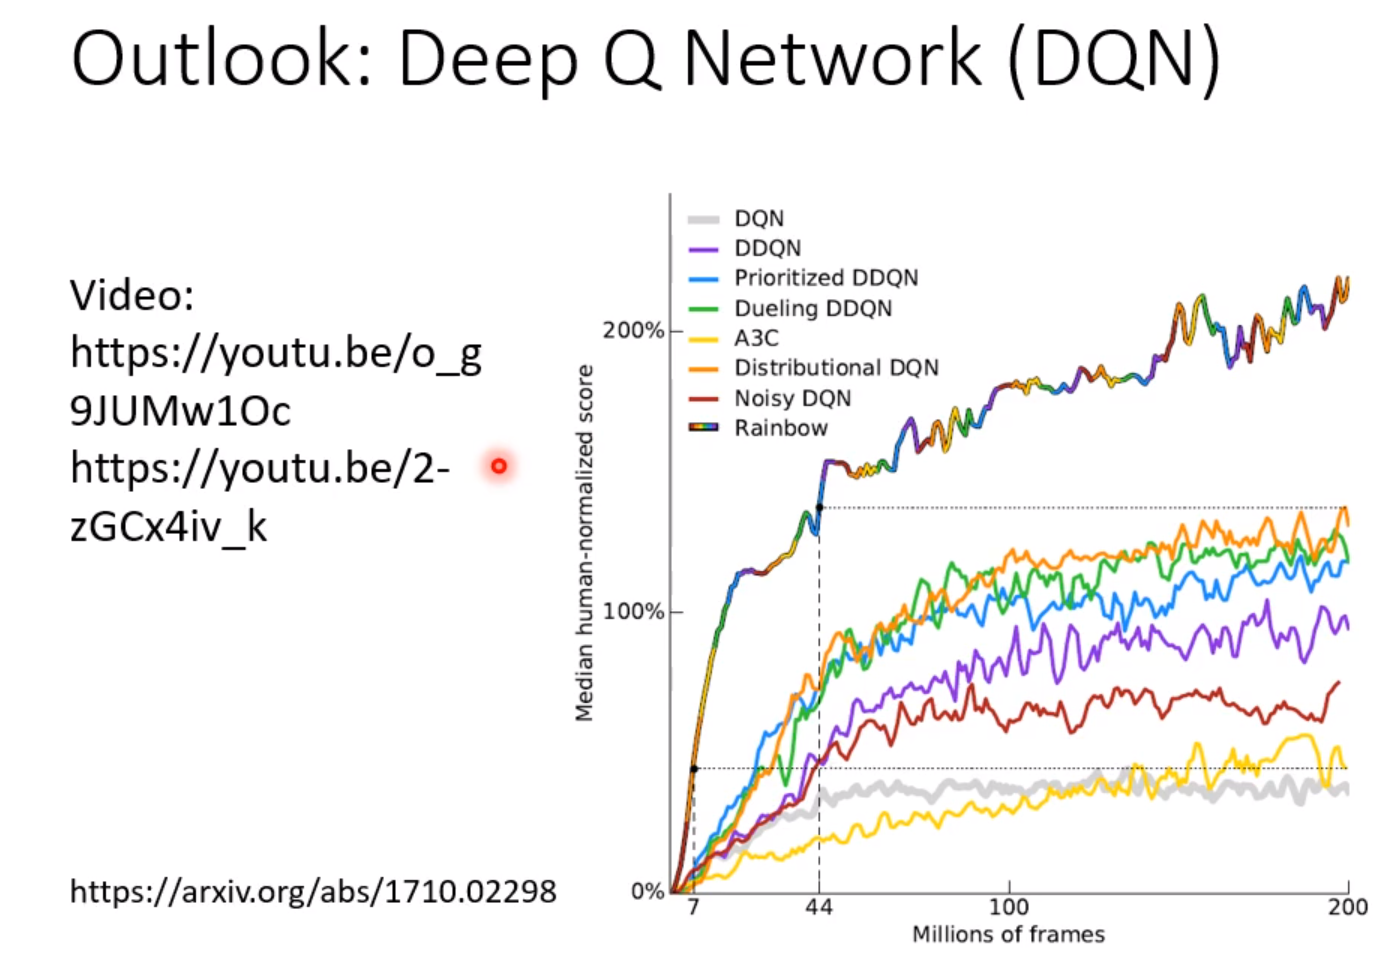 Outlook: Deep Q Network (DQN)
Video:
https://youtu.be/o_g
9JUMw1Oc
https://youtu.be/2-
zGCx4iv_k
https://arxiv.org/abs/1710.02298
DQN
DDQN
Prioritized DDQN
Dueling DDQN
A3C
Distributional DQN
Noisy DQN
Rainbow
Median human-normalized score
200%
100%
0%
7 44 100 200
Millions of frames